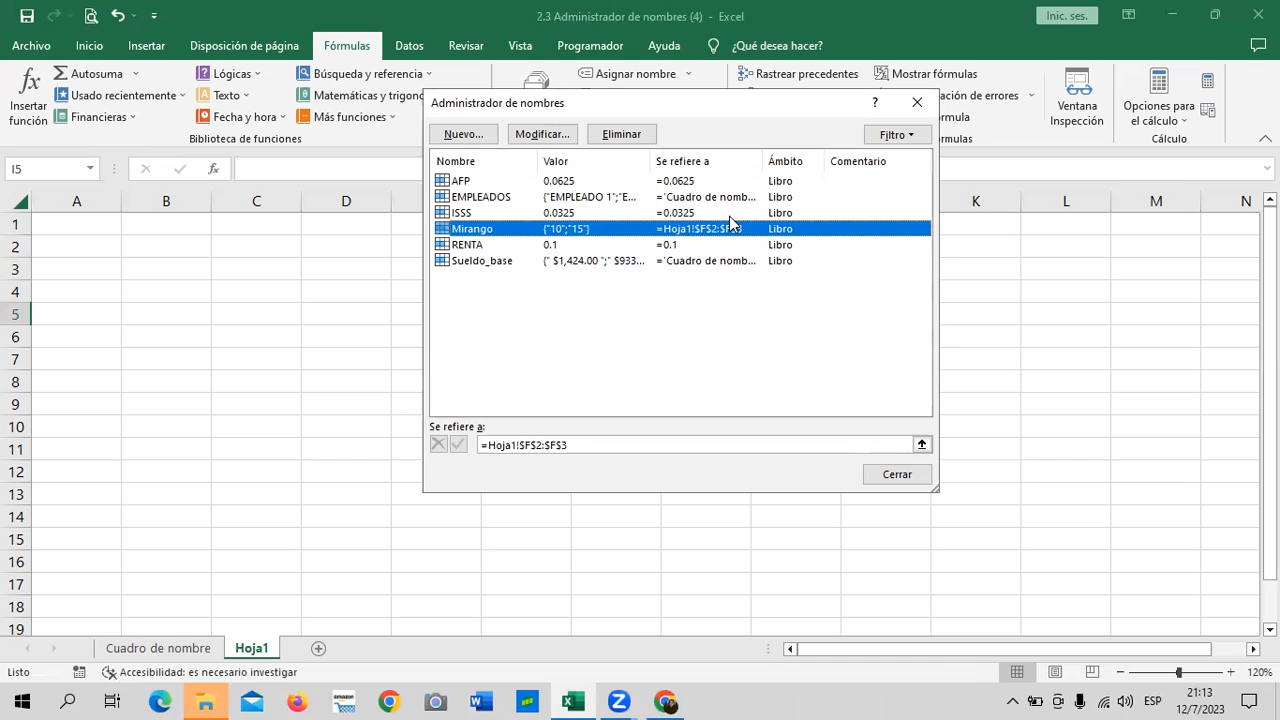 2.3 Administrador de nombres (4) - Excel
Inic. ses.
Archivo Inicio Insertar Disposición de página Fórmulas Datos Revisar Vista Programador Ayuda ¿Qué desea hacer?
Insertar función
Autosuma
Usado recientemente
Financieras
Lógicas
Texto
Fecha y hora
Búsqueda y referencia
Matemáticas y trigono
Más funciones
Biblioteca de funciones
Asignar nombre
Rastrear precedentes
Mostrar fórmulas
ación de errores
rmula
Ventana Inspección
Opciones para el cálculo
Cálculo
I5
fx
Administrador de nombres
Nuevo... Modificar... Eliminar Filtro
Nombre Valor Se refiere a Ámbito Comentario
AFP 0.0625 =0.0625 Libro
EMPLEADOS {"EMPLEADO 1";"E... ='Cuadro de nomb... Libro
ISSS 0.0325 =0.0325 Libro
Mirango {"10";"15"} =Hoja1!$F$2:$F$3 Libro
RENTA 0.1 =0.1 Libro
Sueldo_base {" $1,424.00 ";" $933... ='Cuadro de nomb... Libro
Se refiere a:
=Hoja1!$F$2:$F$3
Cerrar
A B C D K L M N
1
2
3
4
5
6
7
8
9
10
11
12
13
14
15
16
17
18
19
Cuadro de nombre Hoja1
Listo Accesibilidad: es necesario investigar 120%
ESP
21:13
12/7/2023